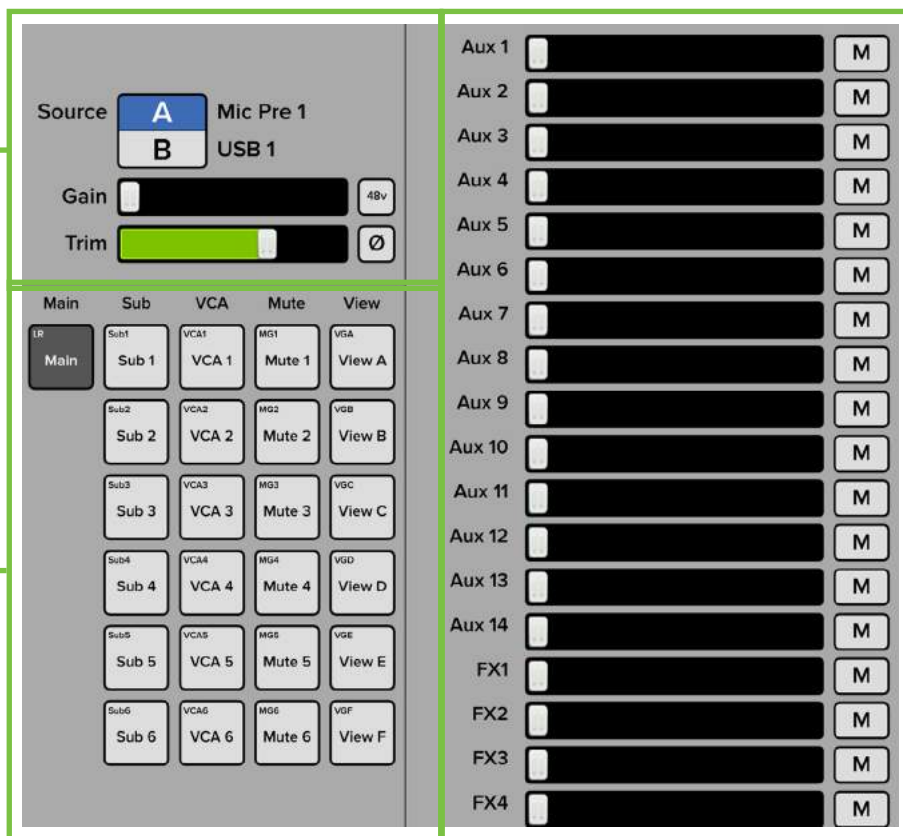 Source A Mic Pre 1
B USB 1
Gain 48v
Trim Ø
Main Sub VCA Mute View
LR Sub1 VCA1 MG1 VGA
Main Sub 1 VCA 1 Mute 1 View A
Sub2 VCA2 MG2 VGB
Sub 2 VCA 2 Mute 2 View B
Sub3 VCA3 MG3 VGC
Sub 3 VCA 3 Mute 3 View C
Sub4 VCA4 MG4 VGD
Sub 4 VCA 4 Mute 4 View D
Sub5 VCA5 MG5 VGE
Sub 5 VCA 5 Mute 5 View E
Sub6 VCA6 MG6 VGF
Sub 6 VCA 6 Mute 6 View F
Aux 1 M
Aux 2 M
Aux 3 M
Aux 4 M
Aux 5 M
Aux 6 M
Aux 7 M
Aux 8 M
Aux 9 M
Aux 10 M
Aux 11 M
Aux 12 M
Aux 13 M
Aux 14 M
FX1 M
FX2 M
FX3 M
FX4 M